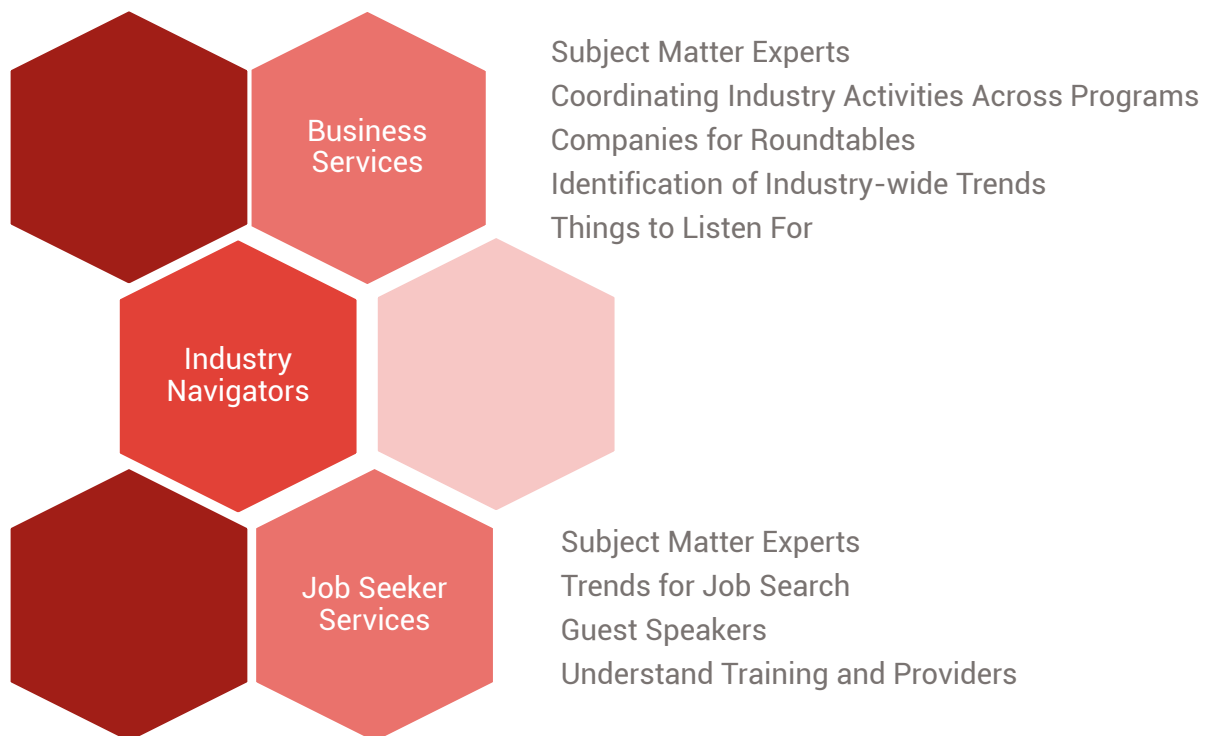 Business
Services
Subject Matter Experts
Coordinating Industry Activities Across Programs
Companies for Roundtables
Identification of Industry-wide Trends
Things to Listen For
Industry
Navigators
Job Seeker
Services
Subject Matter Experts
Trends for Job Search
Guest Speakers
Understand Training and Providers